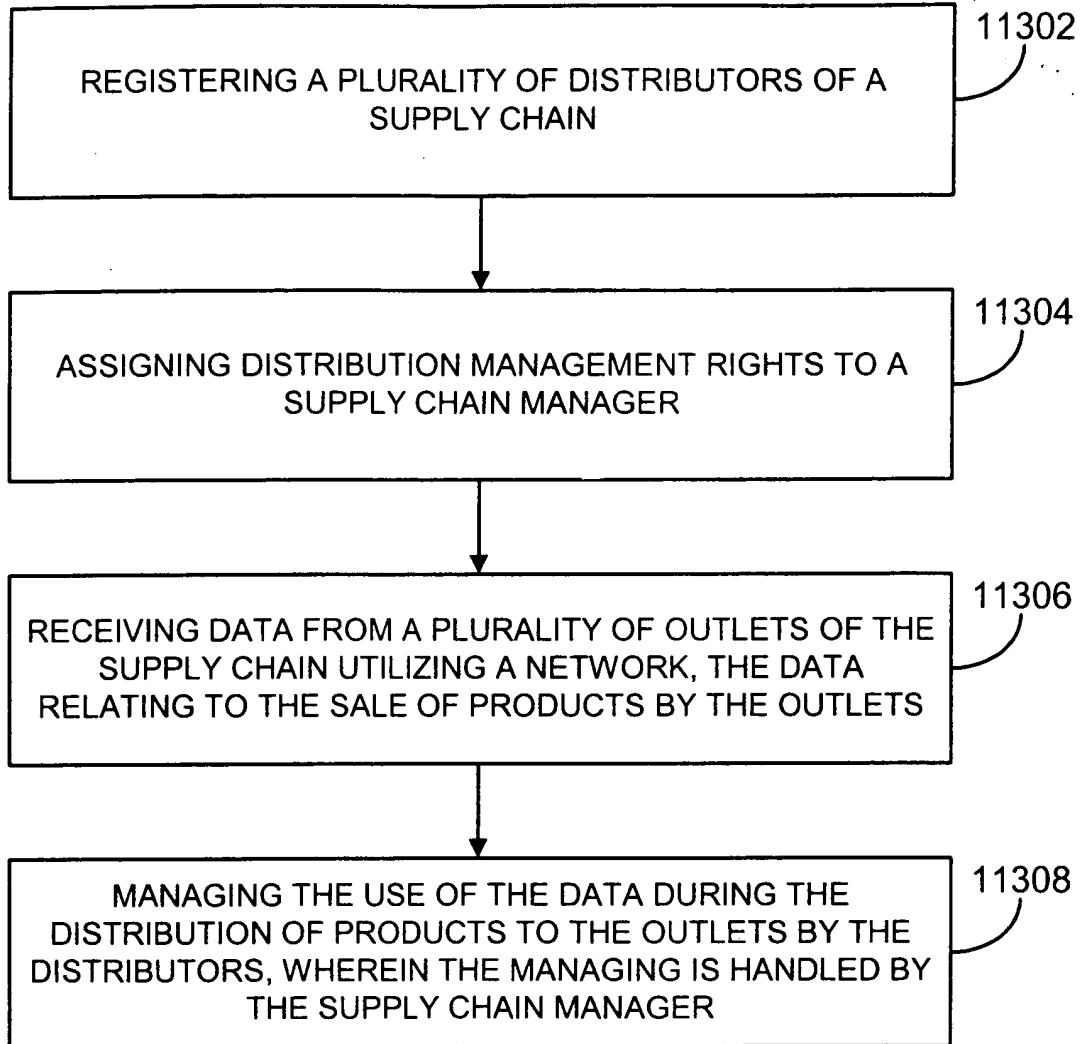 11302
REGISTERING A PLURALITY OF DISTRIBUTORS OF A
SUPPLY CHAIN
11304
ASSIGNING DISTRIBUTION MANAGEMENT RIGHTS TO A
SUPPLY CHAIN MANAGER
11306
RECEIVING DATA FROM A PLURALITY OF OUTLETS OF THE
SUPPLY CHAIN UTILIZING A NETWORK, THE DATA
RELATING TO THE SALE OF PRODUCTS BY THE OUTLETS
11308
MANAGING THE USE OF THE DATA DURING THE
DISTRIBUTION OF PRODUCTS TO THE OUTLETS BY THE
DISTRIBUTORS, WHEREIN THE MANAGING IS HANDLED BY
THE SUPPLY CHAIN MANAGER